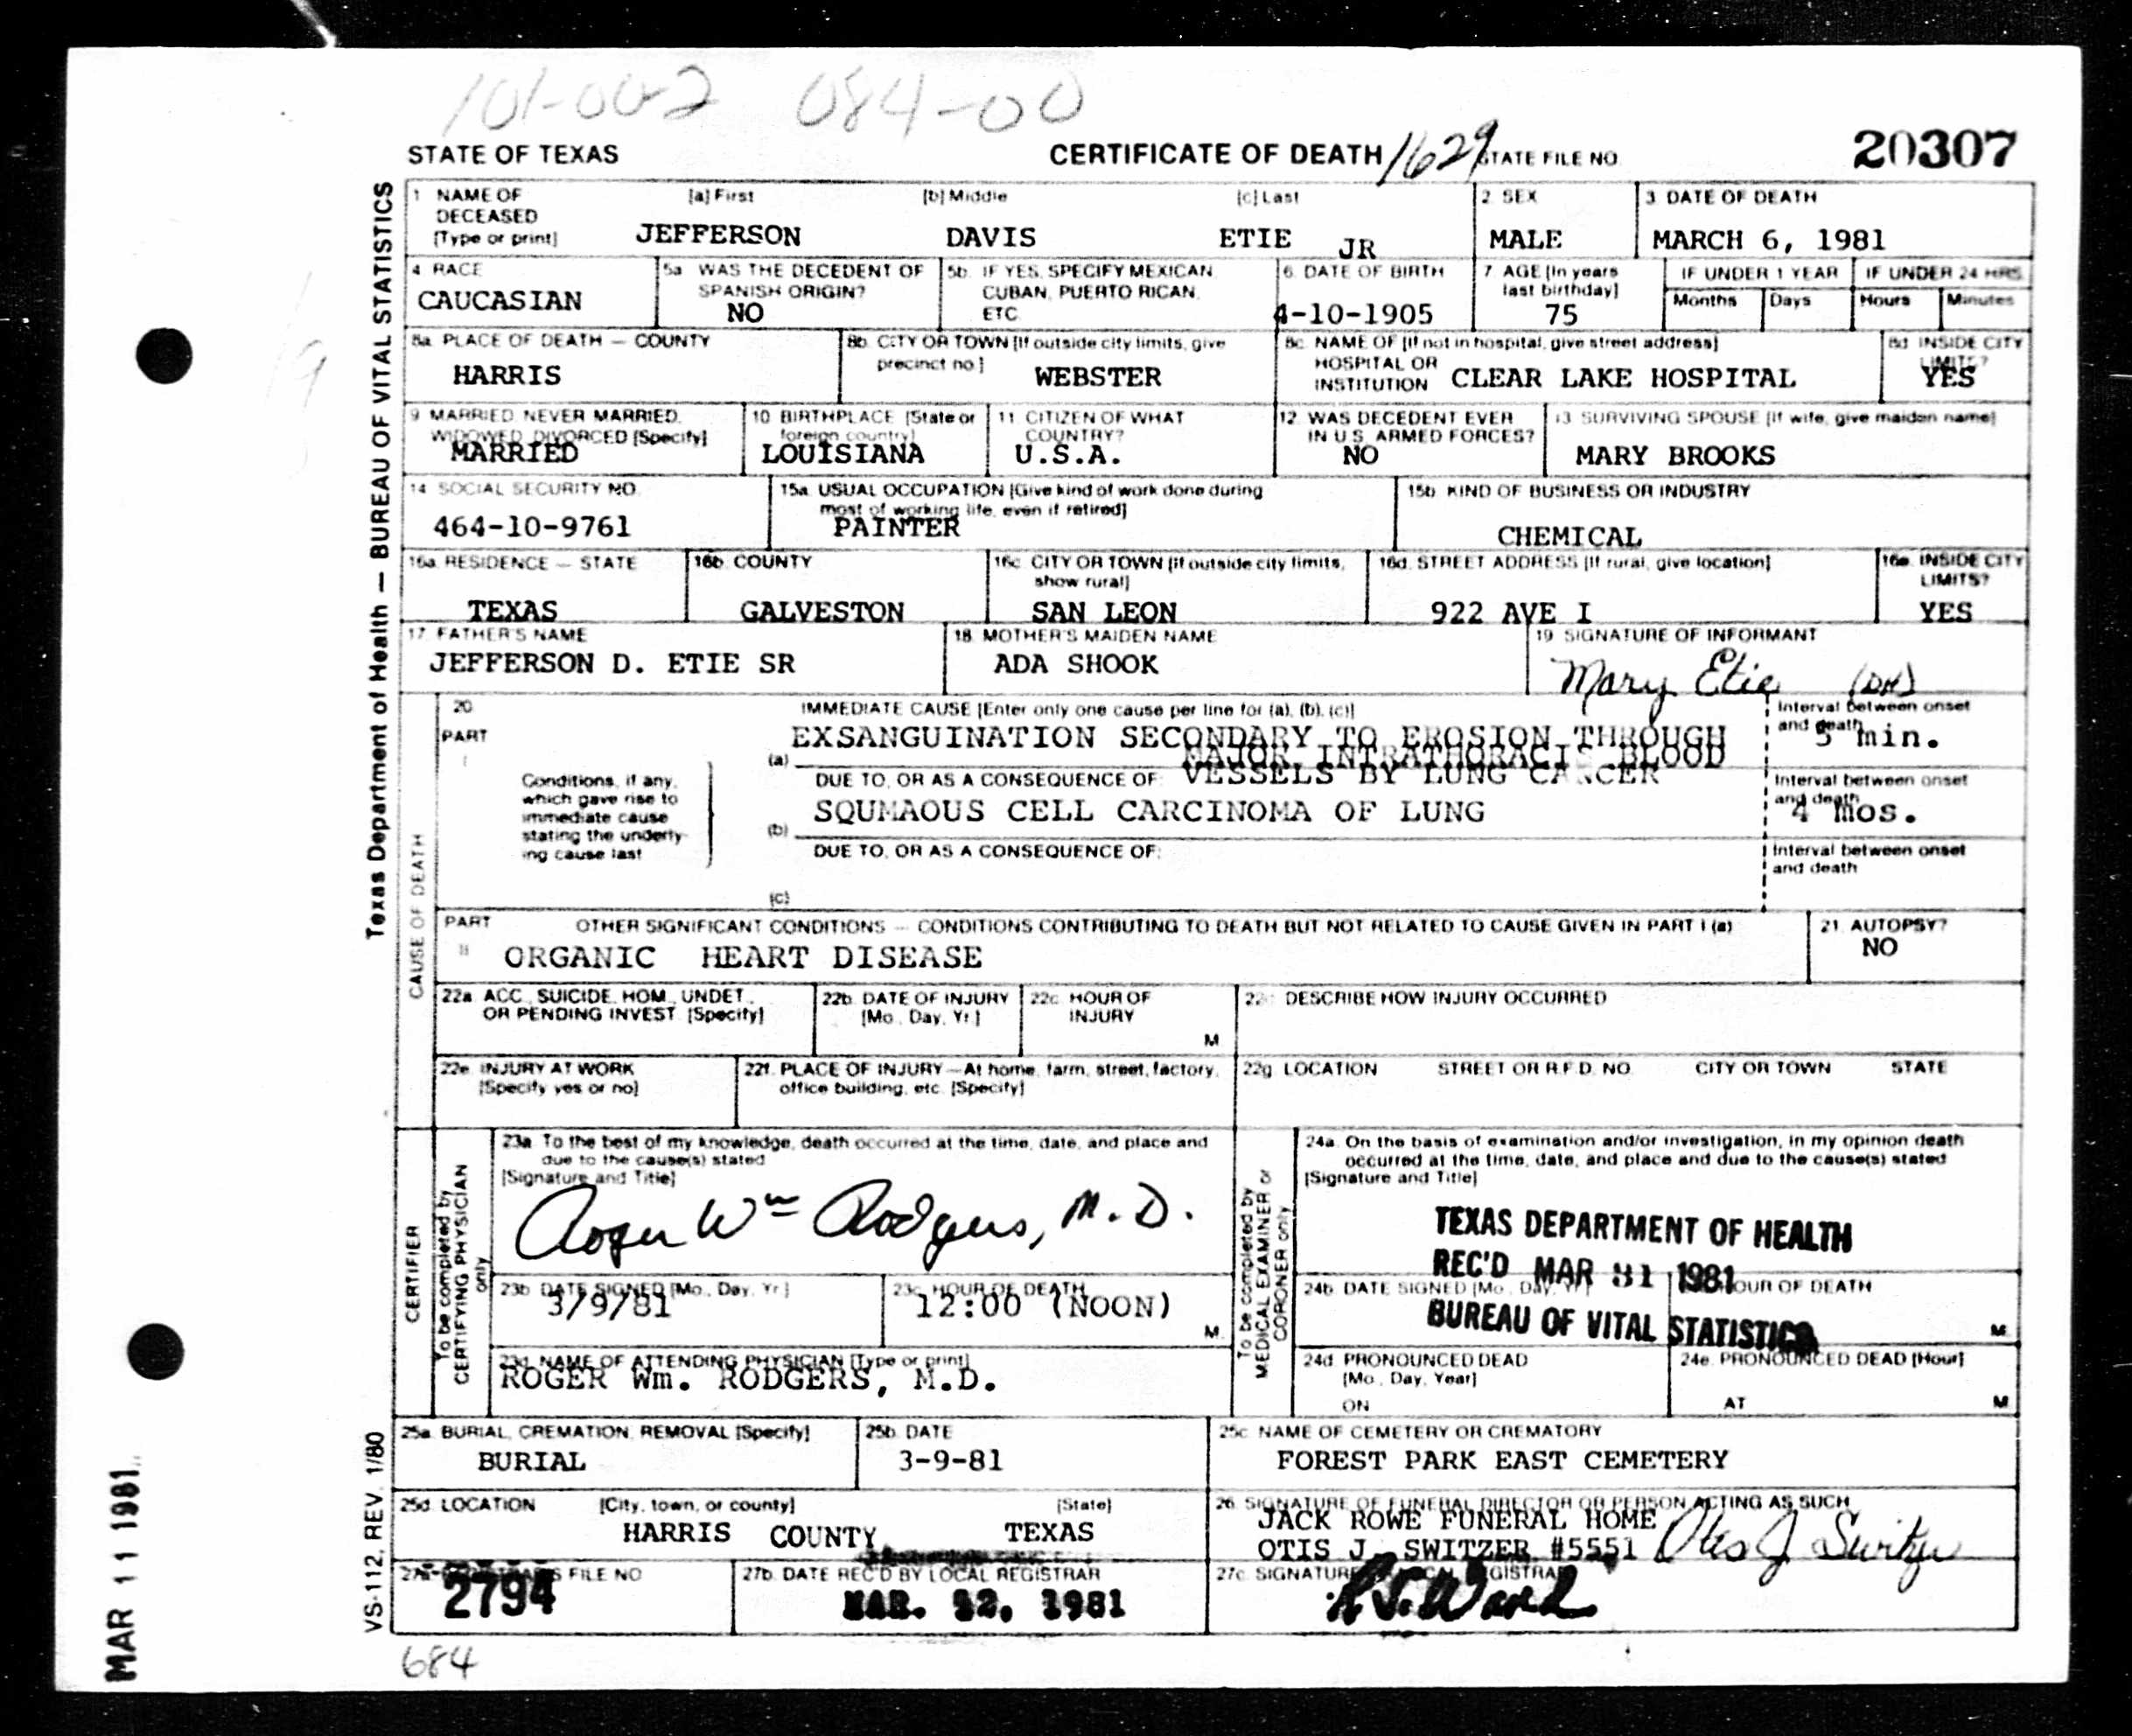 101-002 084-00
STATE OF TEXAS CERTIFICATE OF DEATH 1629 STATE FILE NO. 20307
Texas Department of Health — BUREAU OF VITAL STATISTICS
1 NAME OF DECEASED [Type or print] [a] First [b] Middle [c] Last
JEFFERSON DAVIS ETIE JR
2 SEX
MALE
3 DATE OF DEATH
MARCH 6, 1981
4 RACE
CAUCASIAN
5a WAS THE DECEDENT OF
SPANISH ORIGIN?
NO
5b. IF YES, SPECIFY MEXICAN,
CUBAN, PUERTO RICAN,
ETC
6 DATE OF BIRTH
4-10-1905
7 AGE [In years
last birthday]
75
IF UNDER 1 YEAR
Months Days
IF UNDER 24 HRS
Hours Minutes
8a. PLACE OF DEATH — COUNTY
HARRIS
8b. CITY OR TOWN [If outside city limits, give
precinct no.]
WEBSTER
8c. NAME OF [If not in hospital, give street address]
HOSPITAL OR
INSTITUTION CLEAR LAKE HOSPITAL
8d. INSIDE CITY
LIMITS?
YES
9 MARRIED, NEVER MARRIED,
WIDOWED, DIVORCED [Specify]
MARRIED
10 BIRTHPLACE [State or
foreign country]
LOUISIANA
11 CITIZEN OF WHAT
COUNTRY?
U.S.A.
12 WAS DECEDENT EVER
IN U.S. ARMED FORCES?
NO
13 SURVIVING SPOUSE [If wife, give maiden name]
MARY BROOKS
14 SOCIAL SECURITY NO.
464-10-9761
15a. USUAL OCCUPATION [Give kind of work done during
most of working life, even if retired]
PAINTER
15b. KIND OF BUSINESS OR INDUSTRY
CHEMICAL
16a. RESIDENCE — STATE
TEXAS
16b. COUNTY
GALVESTON
16c. CITY OR TOWN [if outside city limits,
show rural]
SAN LEON
16d. STREET ADDRESS [If rural, give location]
922 AVE I
16e. INSIDE CITY
LIMITS?
YES
17 FATHER'S NAME
JEFFERSON D. ETIE SR
18 MOTHER'S MAIDEN NAME
ADA SHOOK
19 SIGNATURE OF INFORMANT
Mary Etie (DH)
CAUSE OF DEATH
20
PART
I
IMMEDIATE CAUSE [Enter only one cause per line for (a), (b), (c)]
EXSANGUINATION SECONDARY TO EROSION THROUGH
(a) MAJOR INTRATHORACIC BLOOD
Interval between onset
and death
5 min.
Conditions, if any,
which gave rise to
immediate cause
stating the underly-
ing cause last
DUE TO, OR AS A CONSEQUENCE OF: VESSELS BY LUNG CANCER
(b) SQUMAOUS CELL CARCINOMA OF LUNG
Interval between onset
and death
4 mos.
DUE TO, OR AS A CONSEQUENCE OF:
(c)
Interval between onset
and death
PART
II
OTHER SIGNIFICANT CONDITIONS — CONDITIONS CONTRIBUTING TO DEATH BUT NOT RELATED TO CAUSE GIVEN IN PART I (a)
ORGANIC HEART DISEASE
21. AUTOPSY?
NO
22a. ACC., SUICIDE, HOM., UNDET.,
OR PENDING INVEST. [Specify]
22b. DATE OF INJURY
[Mo., Day, Yr.]
22c. HOUR OF
INJURY
M
22 DESCRIBE HOW INJURY OCCURRED
22e. INJURY AT WORK
[Specify yes or no]
22f. PLACE OF INJURY—At home, farm, street, factory,
office building, etc. [Specify]
22g. LOCATION STREET OR R.F.D. NO. CITY OR TOWN STATE
CERTIFIER
To be completed by
CERTIFYING PHYSICIAN
only
23a. To the best of my knowledge, death occurred at the time, date, and place and
due to the cause(s) stated
[Signature and Title]
Roger Wm Rodgers, M.D.
23b. DATE SIGNED [Mo., Day, Yr.]
3/9/81
23c. HOUR OF DEATH
12:00 (NOON)
M.
23d. NAME OF ATTENDING PHYSICIAN [Type or print]
ROGER Wm. RODGERS, M.D.
To be completed by
MEDICAL EXAMINER or
CORONER only
24a. On the basis of examination and/or investigation, in my opinion death
occurred at the time, date, and place and due to the cause(s) stated
[Signature and Title]
TEXAS DEPARTMENT OF HEALTH
REC'D MAR 31 1981
BUREAU OF VITAL STATISTICS
24b. DATE SIGNED [Mo., Day, Yr.]
HOUR OF DEATH
M
24d. PRONOUNCED DEAD
[Mo., Day, Year]
ON
24e. PRONOUNCED DEAD [Hour]
AT M
25a. BURIAL, CREMATION, REMOVAL [Specify]
BURIAL
25b. DATE
3-9-81
25c. NAME OF CEMETERY OR CREMATORY
FOREST PARK EAST CEMETERY
25d. LOCATION [City, town, or county] [State]
HARRIS COUNTY TEXAS
26. SIGNATURE OF FUNERAL DIRECTOR OR PERSON ACTING AS SUCH
JACK ROWE FUNERAL HOME
OTIS J. SWITZER #5551 Otis J Switzer
FILE NO
2794
27b. DATE REC'D BY LOCAL REGISTRAR
MAR. 12, 1981
27c. SIGNATURE LOCAL REGISTRAR
Ward
VS-112, REV. 1/80
MAR 11 1981
684